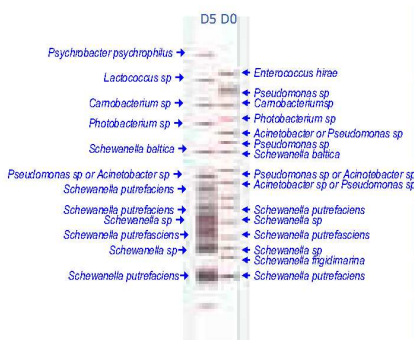 D5 D0
Psychrobacter psychrophilus
Lactococcus sp
Carnobacterium sp
Photobacterium sp
Schewanella baltica
Pseudomonas sp or Acinetobacter sp
Schewanella putrefaciens
Schewanella putrefaciens
Schewanella sp
Schewanella putrefasciens
Schewanella sp
Schewanella putrefaciens
Enterococcus hirae
Pseudomonas sp
Carnobacteriumsp
Photobacterium sp
Acinetobacter or Pseudomonas sp
Pseudomonas sp
Schewanella baltica
Pseudomonas sp or Acinotebacter sp
Acinetobacter sp or Pseudomonas sp
Schewanella putrefaciens
Schewanella sp
Schewanella putrefasciens
Schewanella sp
Schewanella frigidimarina
Schewanella putrefaciens